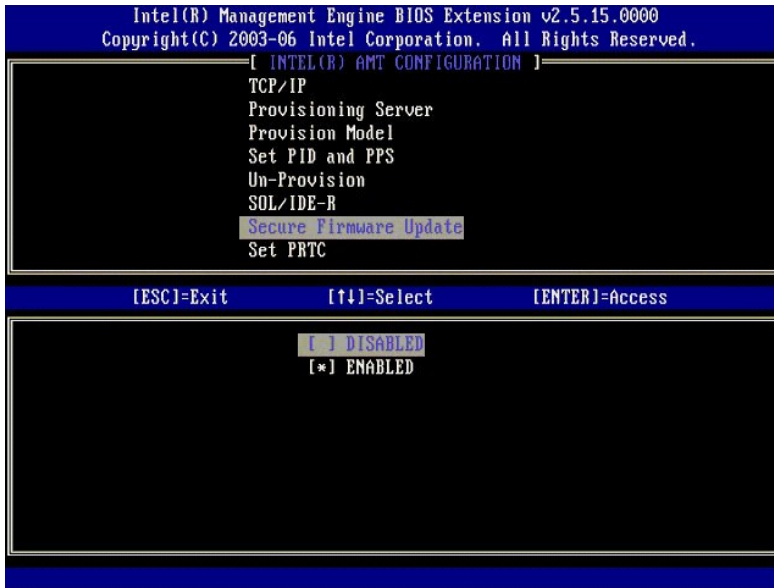 Intel(R) Management Engine BIOS Extension v2.5.15.0000
Copyright(C) 2003-06 Intel Corporation. All Rights Reserved.
[ INTEL(R) AMT CONFIGURATION ]
TCP/IP
Provisioning Server
Provision Model
Set PID and PPS
Un-Provision
SOL/IDE-R
Secure Firmware Update
Set PRTC
[ESC]=Exit [↑↓]=Select [ENTER]=Access
[ ] DISABLED
[*] ENABLED